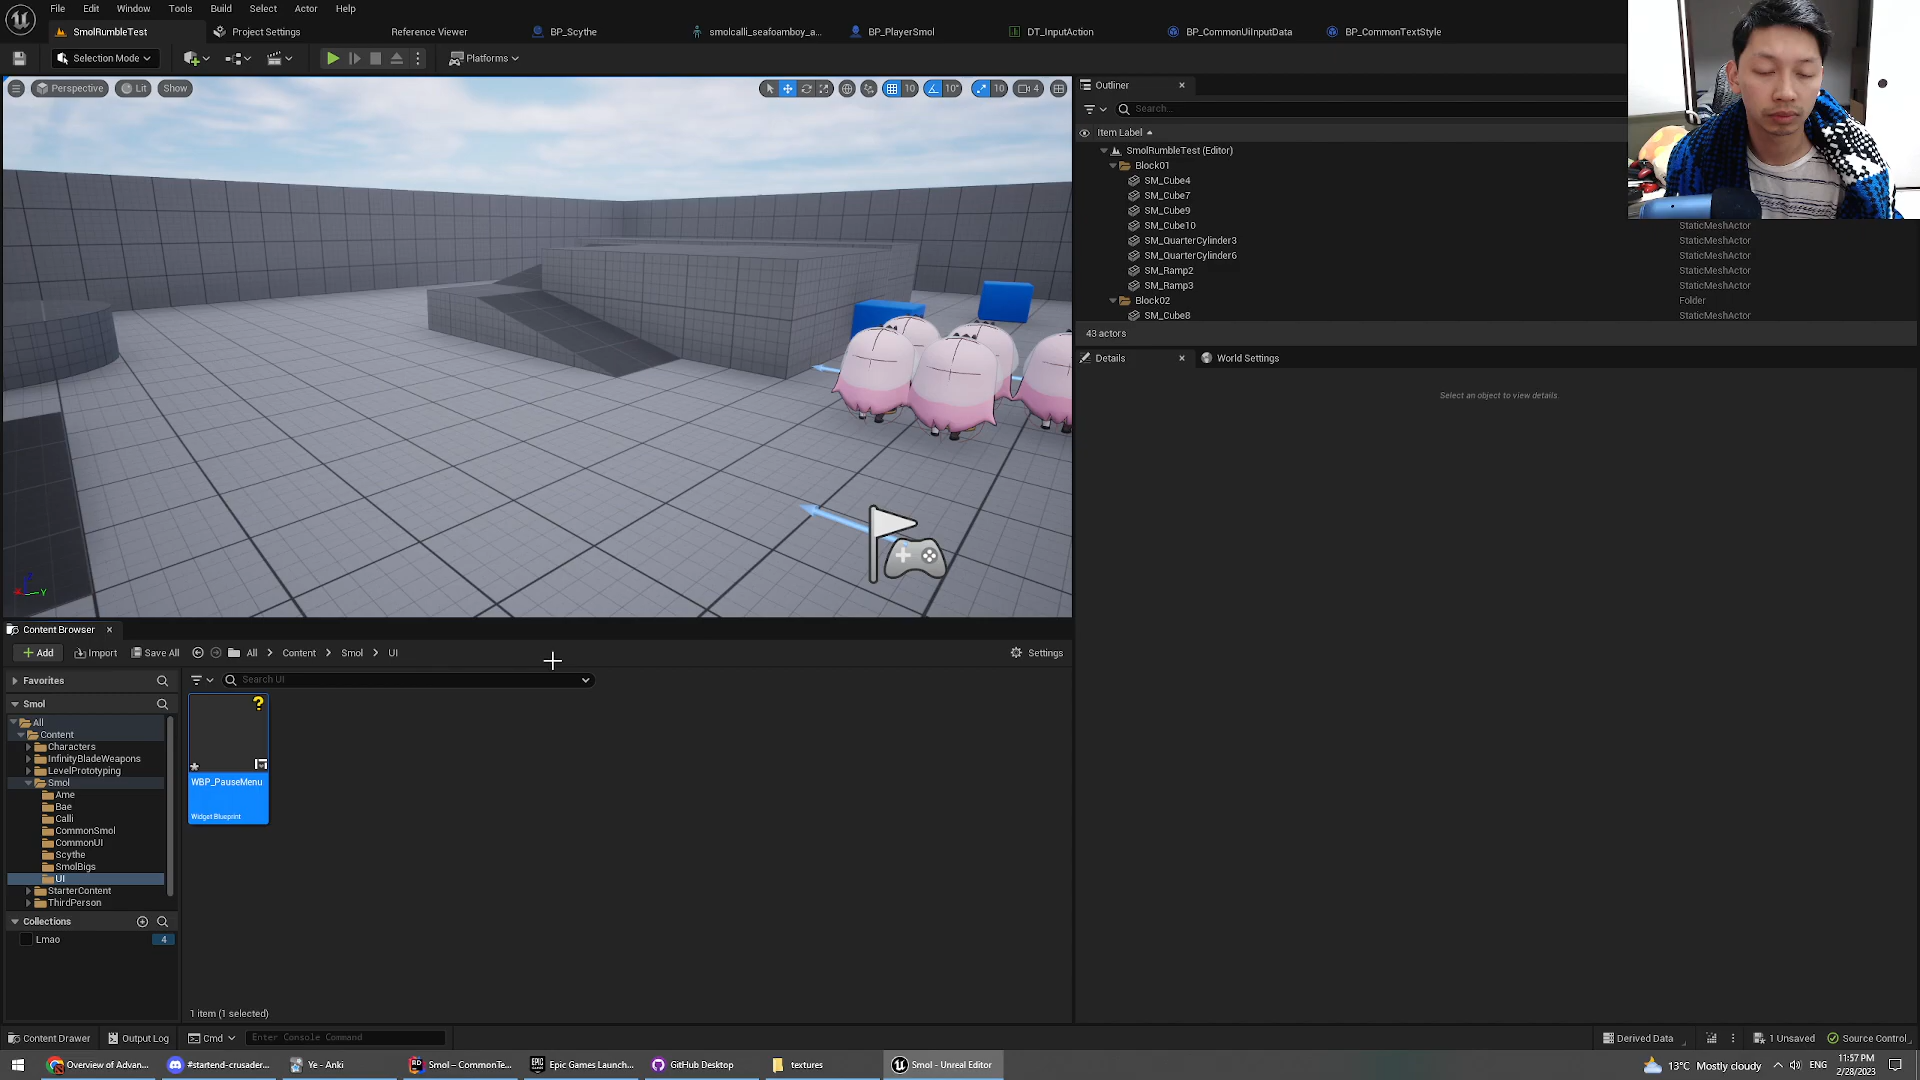 File Edit Window Tools Build Select Actor Help
SmolRumbleTest Project Settings Reference Viewer BP_Scythe smolcalli_seafoamboy_a... BP_PlayerSmol DT_InputAction BP_CommonUiInputData BP_CommonTextStyle
Selection Mode Platforms
Perspective Lit Show 10 10° 10 4
Outliner
Search...
Item Label
SmolRumbleTest (Editor)
Block01
SM_Cube4
SM_Cube7
SM_Cube9
SM_Cube10 StaticMeshActor
SM_QuarterCylinder3 StaticMeshActor
SM_QuarterCylinder6 StaticMeshActor
SM_Ramp2 StaticMeshActor
SM_Ramp3 StaticMeshActor
Block02 Folder
SM_Cube8 StaticMeshActor
43 actors
Details World Settings
Select an object to view details.
Z
Y
Content Browser
Add Import Save All All Content Smol UI Settings
Favorites
Search UI
Smol
All
Content
Characters
InfinityBladeWeapons
LevelPrototyping
Smol
Ame
Bae
Calli
CommonSmol
CommonUI
Scythe
SmolBigs
UI
StarterContent
ThirdPerson
?
WBP_PauseMenu
Widget Blueprint
Collections
Lmao 4
1 item (1 selected)
Content Drawer Output Log Cmd Enter Console Command Derived Data 1 Unsaved Source Control
Overview of Advan... #startend-crusader... Ye - Anki Smol – CommonTe... Epic Games Launch... GitHub Desktop textures Smol - Unreal Editor 13°C Mostly cloudy ENG 11:57 PM
2/28/2023